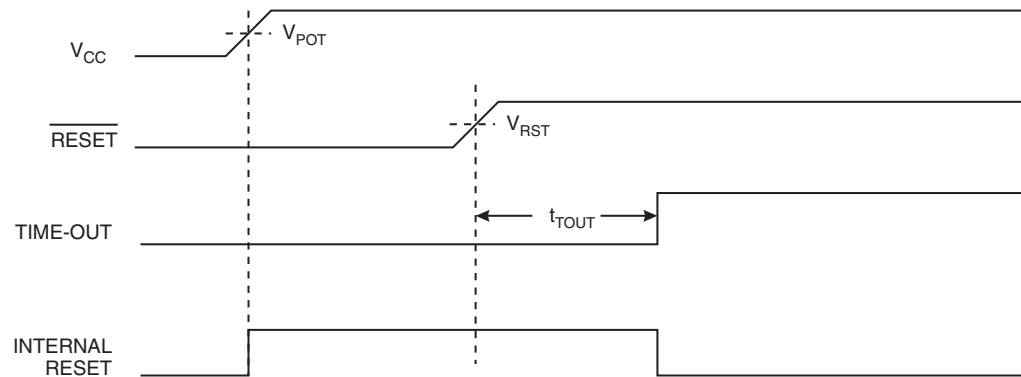 V_CC
V_POT
RESET
V_RST
TIME-OUT
t_TOUT
INTERNAL
RESET